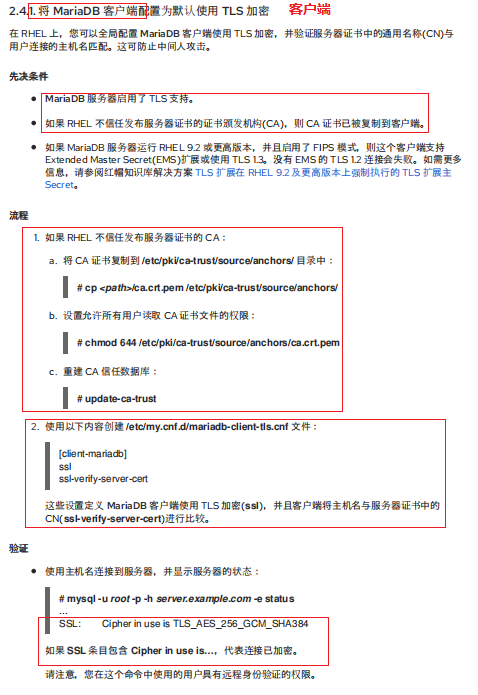 2.4.1. 将 MariaDB 客户端配置为默认使用 TLS 加密 客户端
在 RHEL 上，您可以全局配置 MariaDB 客户端使用 TLS 加密，并验证服务器证书中的通用名称(CN)与
用户连接的主机名匹配。这可防止中间人攻击。
先决条件
● MariaDB 服务器启用了 TLS 支持。
● 如果 RHEL 不信任发布服务器证书的证书颁发机构(CA)，则 CA 证书已被复制到客户端。
● 如果 MariaDB 服务器运行 RHEL 9.2 或更高版本，并且启用了 FIPS 模式，则这个客户端支持
Extended Master Secret(EMS)扩展或使用 TLS 1.3。没有 EMS 的 TLS 1.2 连接会失败。如需更多
信息，请参阅红帽知识库解决方案 TLS 扩展在 RHEL 9.2 及更高版本上强制执行的 TLS 扩展主
Secret。
流程
1. 如果 RHEL 不信任发布服务器证书的 CA：
a. 将 CA 证书复制到 /etc/pki/ca-trust/source/anchors/ 目录中：
# cp <path>/ca.crt.pem /etc/pki/ca-trust/source/anchors/
b. 设置允许所有用户读取 CA 证书文件的权限：
# chmod 644 /etc/pki/ca-trust/source/anchors/ca.crt.pem
c. 重建 CA 信任数据库：
# update-ca-trust
2. 使用以下内容创建 /etc/my.cnf.d/mariadb-client-tls.cnf 文件：
[client-mariadb]
ssl
ssl-verify-server-cert
这些设置定义 MariaDB 客户端使用 TLS 加密(ssl)，并且客户端将主机名与服务器证书中的
CN(ssl-verify-server-cert)进行比较。
验证
● 使用主机名连接到服务器，并显示服务器的状态：
# mysql -u root -p -h server.example.com -e status
...
SSL: Cipher in use is TLS_AES_256_GCM_SHA384
如果 SSL 条目包含 Cipher in use is…，代表连接已加密。
请注意，您在这个命令中使用的用户具有远程身份验证的权限。